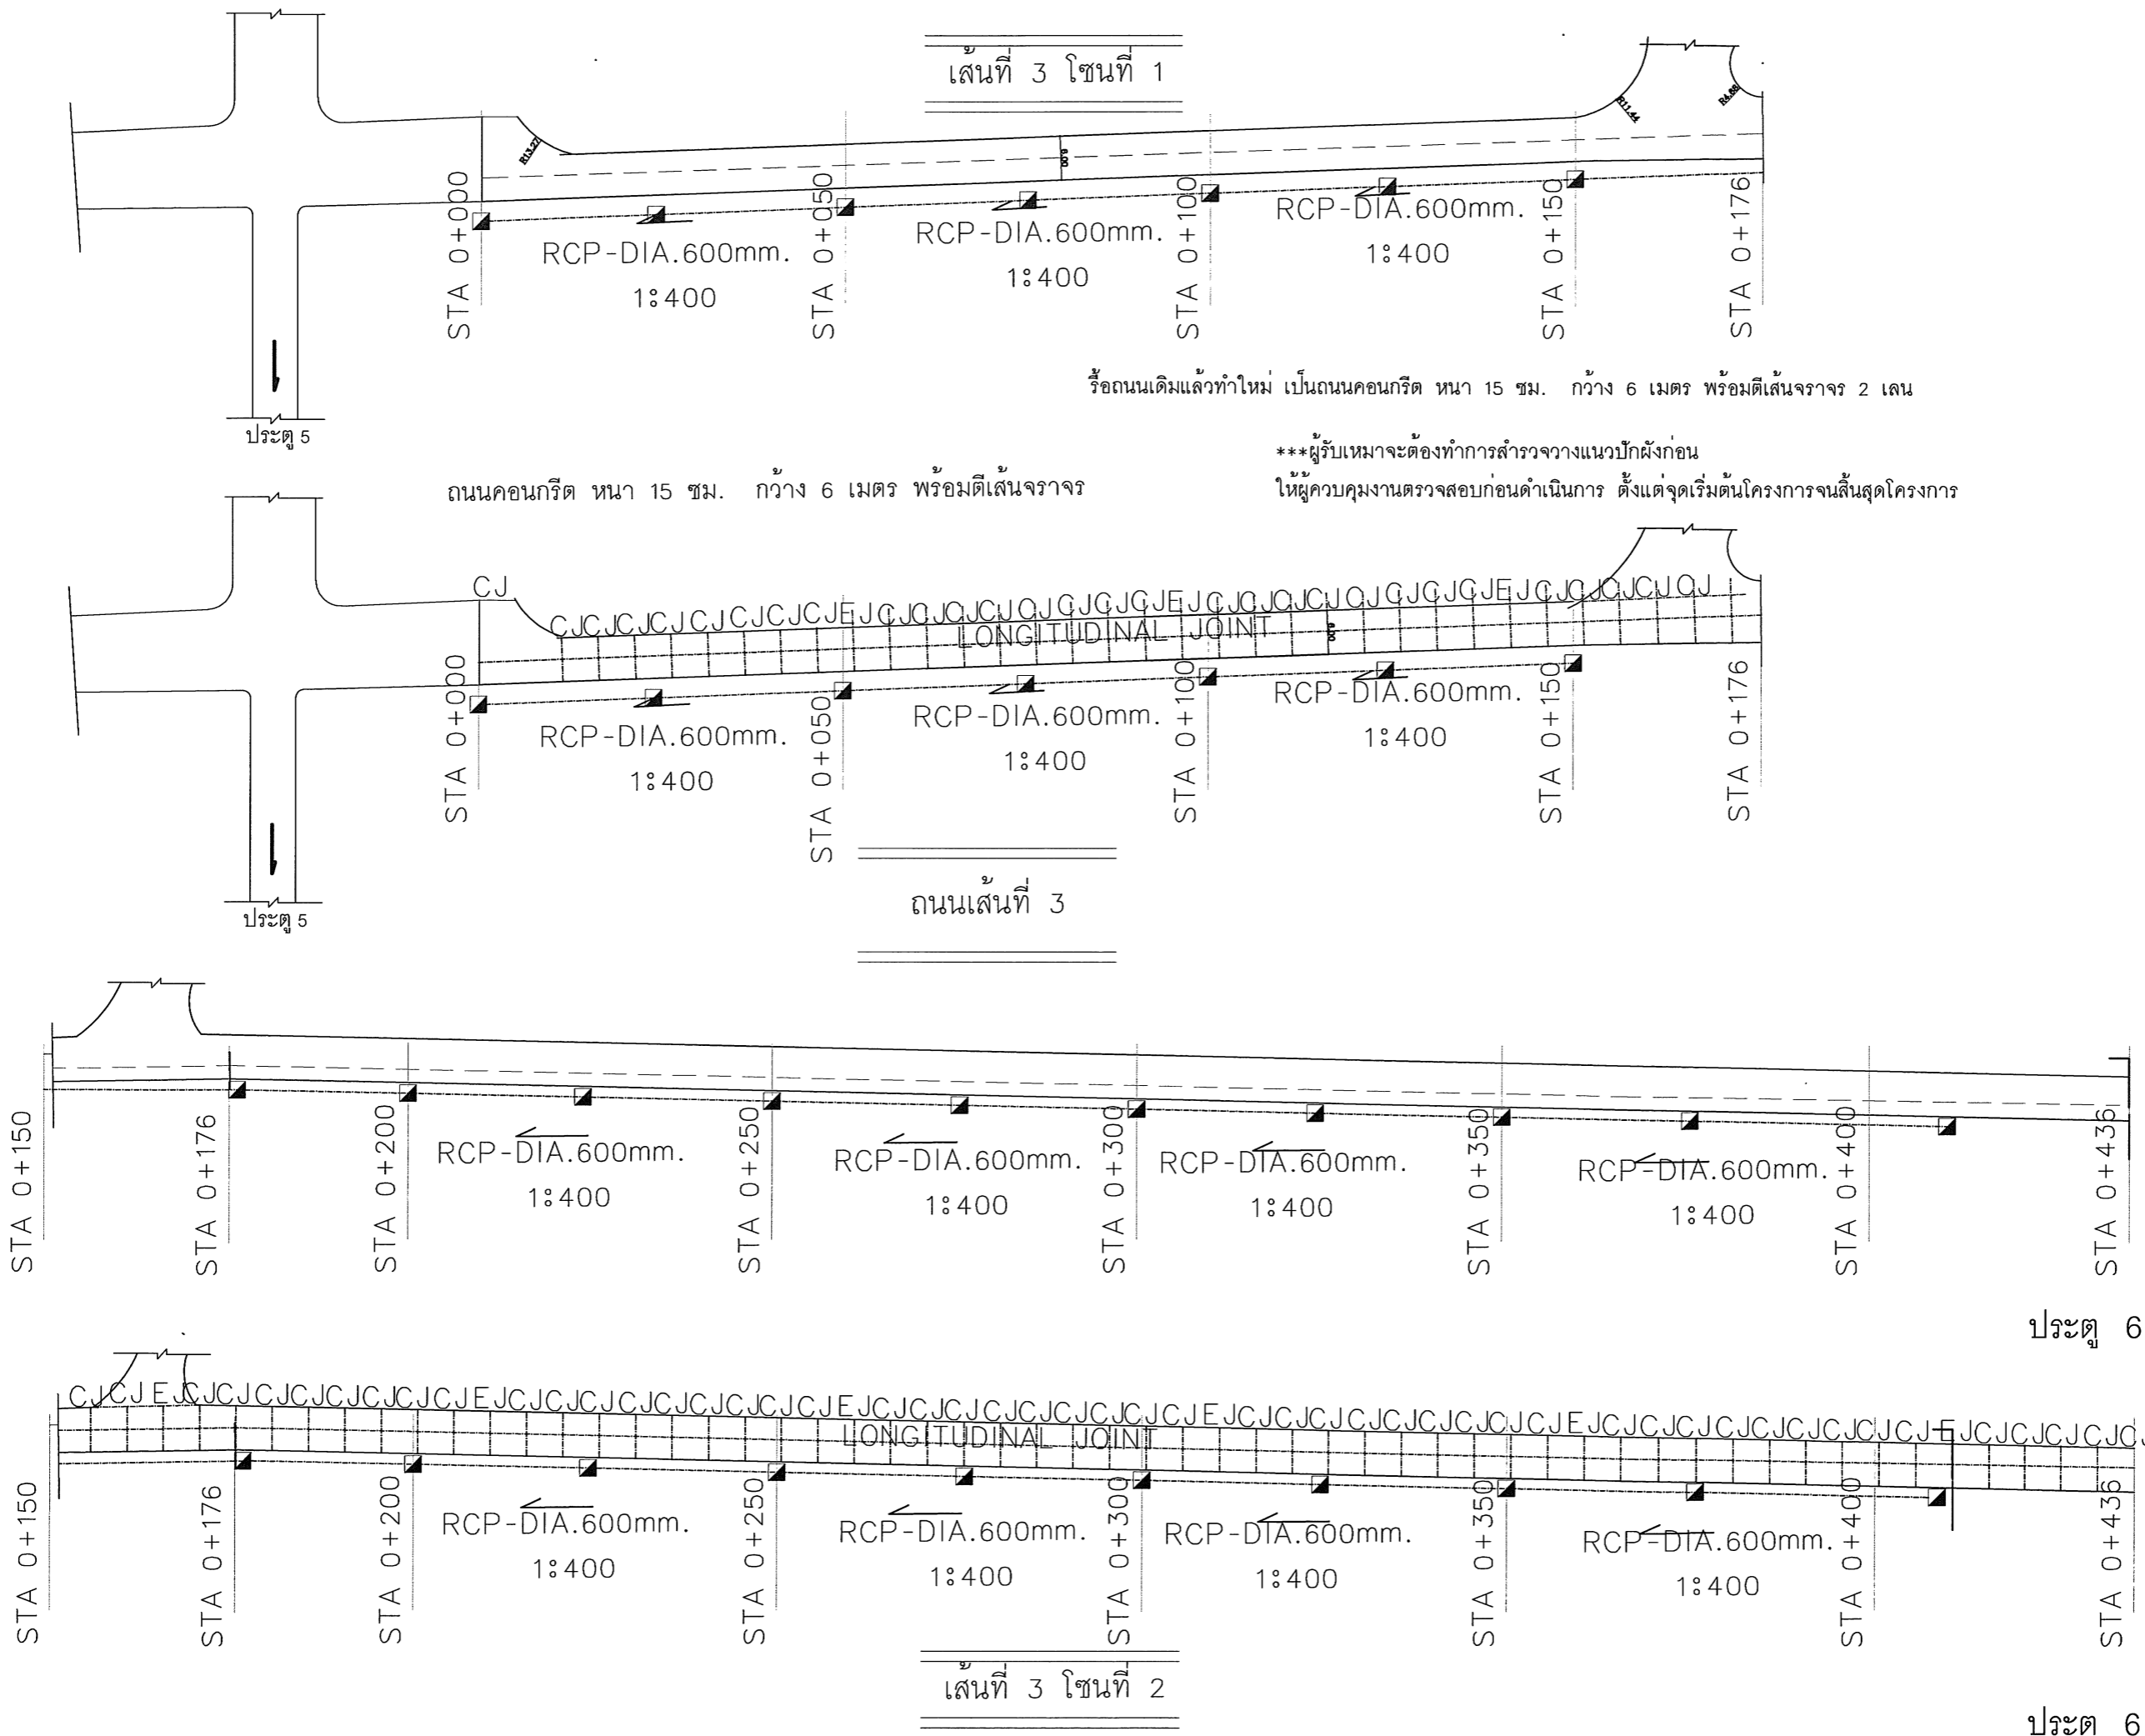 เส้นที่ 3 โซนที่ 1
R13.27
6.00
R11.44
R4.68
STA 0+000
STA 0+050
STA 0+100
STA 0+150
STA 0+176
RCP-DIA.600mm.
1:400
RCP-DIA.600mm.
1:400
RCP-DIA.600mm.
1:400
ประตู 5
รื้อถนนเดิมแล้วทำใหม่ เป็นถนนคอนกรีต หนา 15 ซม. กว้าง 6 เมตร พร้อมตีเส้นจราจร 2 เลน
***ผู้รับเหมาจะต้องทำการสำรวจวางแนวปักผังก่อน
ให้ผู้ควบคุมงานตรวจสอบก่อนดำเนินการ ตั้งแต่จุดเริ่มต้นโครงการจนสิ้นสุดโครงการ
ถนนคอนกรีต หนา 15 ซม. กว้าง 6 เมตร พร้อมตีเส้นจราจร
CJ
CJCJCJCJCJCJCJCJEJCJCJCJCJCJCJCJCJEJCJCJCJCJCJCJCJCJEJCJCJCJCJCJ
LONGITUDINAL JOINT
6.00
STA 0+000
STA 0+050
STA 0+100
STA 0+150
STA 0+176
RCP-DIA.600mm.
1:400
RCP-DIA.600mm.
1:400
RCP-DIA.600mm.
1:400
ประตู 5
ถนนเส้นที่ 3
STA 0+150
STA 0+176
STA 0+200
STA 0+250
STA 0+300
STA 0+350
STA 0+400
STA 0+436
RCP-DIA.600mm.
1:400
RCP-DIA.600mm.
1:400
RCP-DIA.600mm.
1:400
RCP-DIA.600mm.
1:400
ประตู 6
CJCJEJCJCJCJCJCJCJCJCJEJCJCJCJCJCJCJCJCJCJEJCJCJCJCJCJCJCJCJCJEJCJCJCJCJCJCJCJCJCJEJCJCJCJCJCJCJCJCJCJEJCJCJCJCJCJ
LONGITUDINAL JOINT
STA 0+150
STA 0+176
STA 0+200
STA 0+250
STA 0+300
STA 0+350
STA 0+400
STA 0+436
RCP-DIA.600mm.
1:400
RCP-DIA.600mm.
1:400
RCP-DIA.600mm.
1:400
RCP-DIA.600mm.
1:400
เส้นที่ 3 โซนที่ 2
ประตู 6